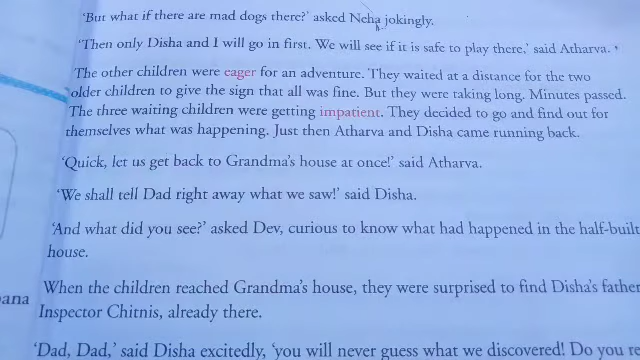 'But what if there are mad dogs there?' asked Neha jokingly.
'Then only Disha and I will go in first. We will see if it is safe to play there,' said Atharva.
The other children were eager for an adventure. They waited at a distance for the two
older children to give the sign that all was fine. But they were taking long. Minutes passed.
The three waiting children were getting impatient. They decided to go and find out for
themselves what was happening. Just then Atharva and Disha came running back.
'Quick, let us get back to Grandma's house at once!' said Atharva.
'We shall tell Dad right away what we saw!' said Disha.
'And what did you see?' asked Dev, curious to know what had happened in the half-built
house.
When the children reached Grandma's house, they were surprised to find Disha's father
ana
Inspector Chitnis, already there.
'Dad, Dad,' said Disha excitedly, 'you will never guess what we discovered! Do you re